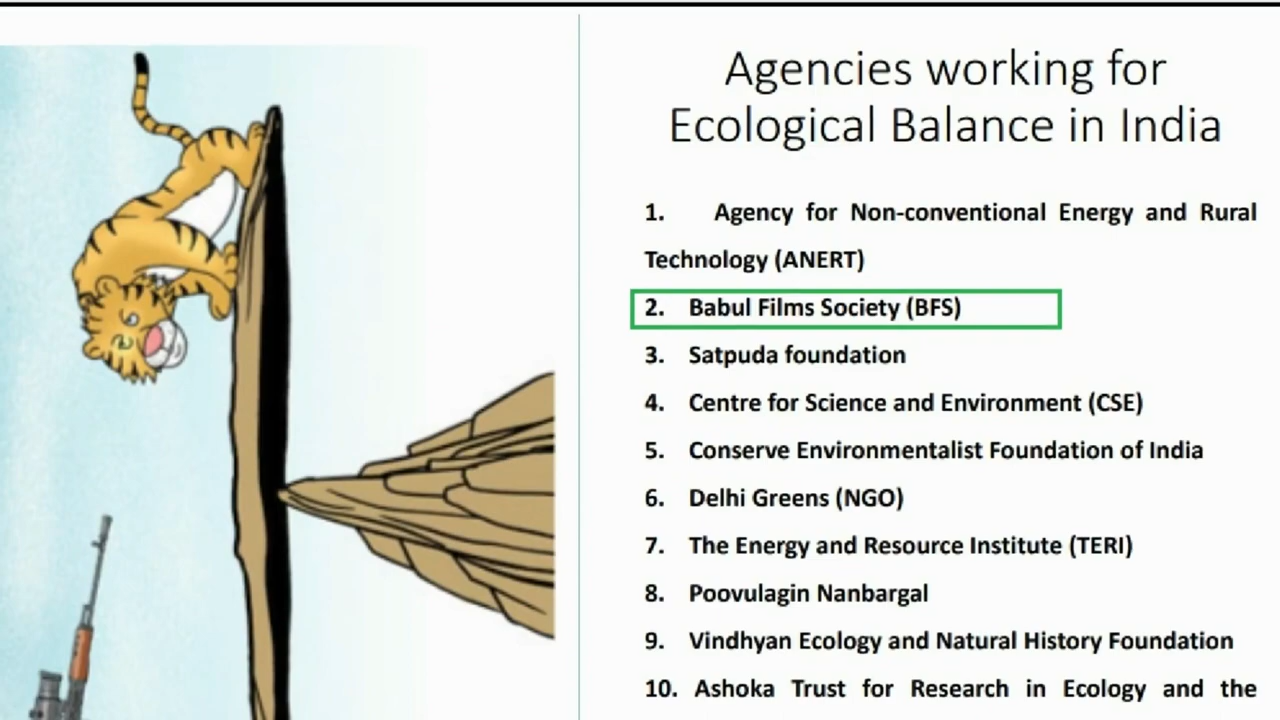 Agencies working for
Ecological Balance in India
1. Agency for Non-conventional Energy and Rural
Technology (ANERT)
2. Babul Films Society (BFS)
3. Satpuda foundation
4. Centre for Science and Environment (CSE)
5. Conserve Environmentalist Foundation of India
6. Delhi Greens (NGO)
7. The Energy and Resource Institute (TERI)
8. Poovulagin Nanbargal
9. Vindhyan Ecology and Natural History Foundation
10. Ashoka Trust for Research in Ecology and the